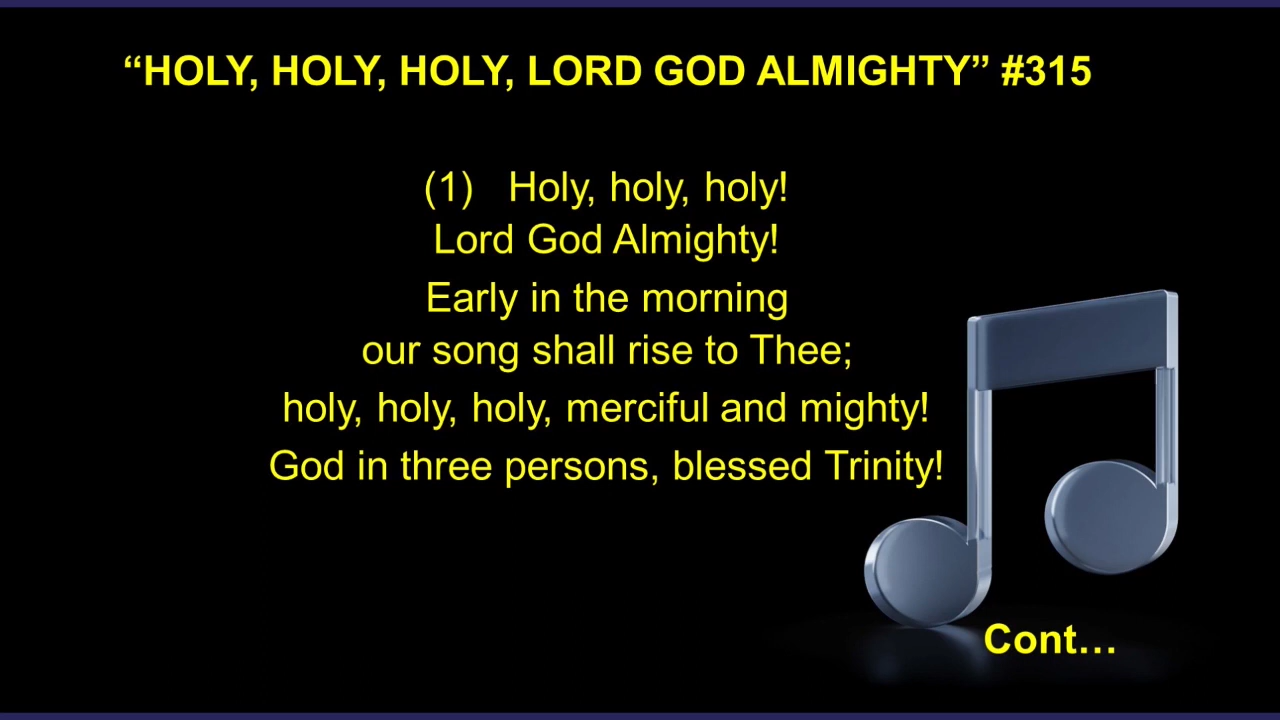 “HOLY, HOLY, HOLY, LORD GOD ALMIGHTY” #315
(1) Holy, holy, holy!
Lord God Almighty!
Early in the morning
our song shall rise to Thee;
holy, holy, holy, merciful and mighty!
God in three persons, blessed Trinity!
Cont…